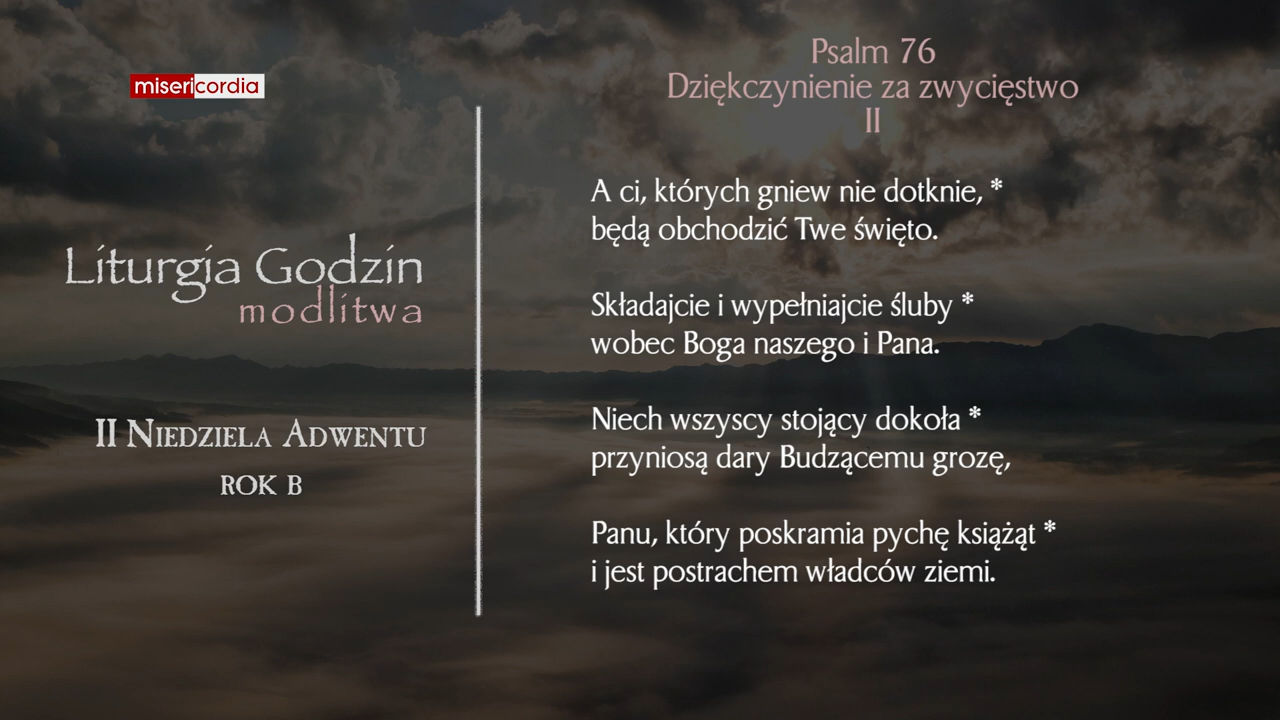 misericordia
Liturgia Godzin
modlitwa
II Niedziela Adwentu
ROK B
Psalm 76
Dziękczynienie za zwycięstwo
II
A ci, których gniew nie dotknie, *
będą obchodzić Twe święto.
Składajcie i wypełniajcie śluby *
wobec Boga naszego i Pana.
Niech wszyscy stojący dokoła *
przyniosą dary Budzącemu grozę,
Panu, który poskramia pychę książąt *
i jest postrachem władców ziemi.